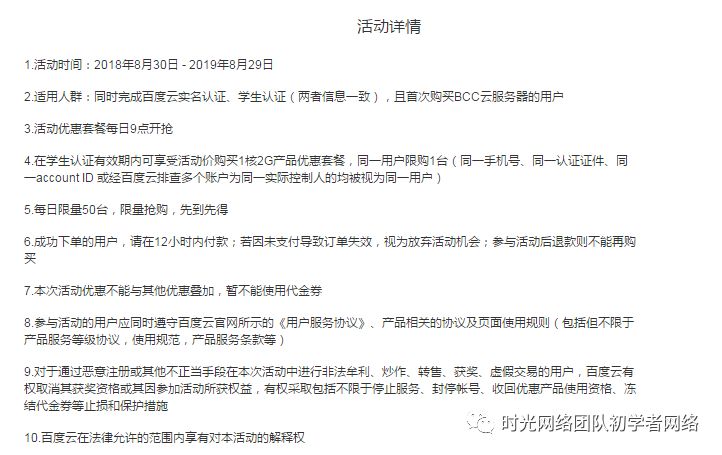 活动详情
1.活动时间：2018年8月30日 - 2019年8月29日
2.适用人群：同时完成百度云实名认证、学生认证（两者信息一致），且首次购买BCC云服务器的用户
3.活动优惠套餐每日9点开抢
4.在学生认证有效期内可享受活动价购买1核2G产品优惠套餐，同一用户限购1台（同一手机号、同一认证证件、同
一account ID 或经百度云排查多个账户为同一实际控制人的均被视为同一用户）
5.每日限量50台，限量抢购，先到先得
6.成功下单的用户，请在12小时内付款；若因未支付导致订单失效，视为放弃活动机会；参与活动后退款则不能再购
买
7.本次活动优惠不能与其他优惠叠加，暂不能使用代金券
8.参与活动的用户应同时遵守百度云官网所示的《用户服务协议》、产品相关的协议及页面使用规则（包括但不限于
产品服务等级协议，使用规范，产品服务条款等）
9.对于通过恶意注册或其他不正当手段在本次活动中进行非法牟利、炒作、转售、获奖、虚假交易的用户，百度云有
权取消其获奖资格或其因参加活动所获权益，有权采取包括不限于停止服务、封停帐号、收回优惠产品使用资格、冻
结代金券等止损和保护措施
10.百度云在法律允许的范围内享有对本活动的解释权
时光网络团队初学者网络